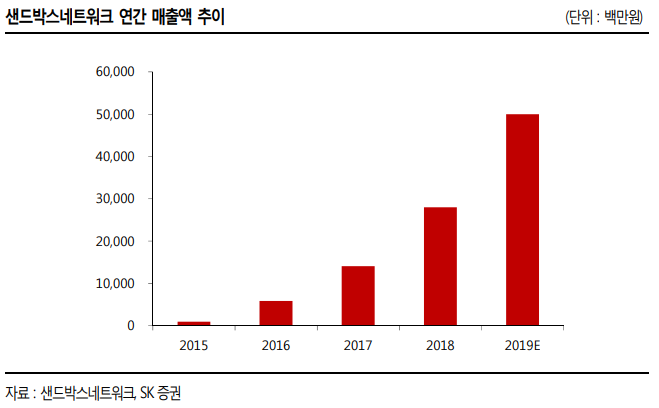 샌드박스네트워크 연간 매출액 추이
(단위 : 백만원)
60,000
50,000
40,000
30,000
20,000
10,000
0
2015 2016 2017 2018 2019E
자료 : 샌드박스네트워크, SK 증권